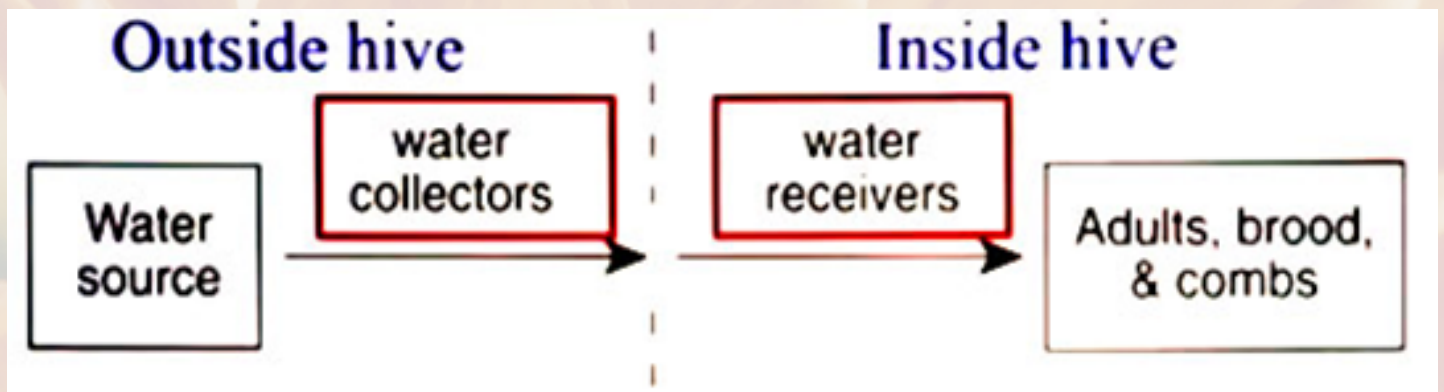 Outside hive
Inside hive
water
collectors
water
receivers
Water
source
Adults, brood,
& combs